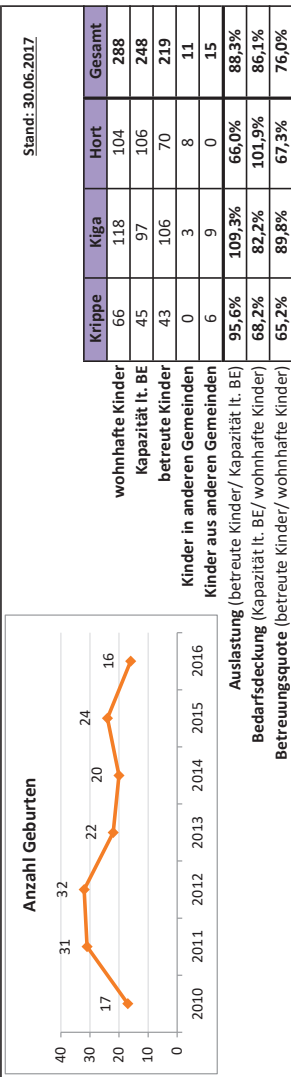 Anzahl Geburten
40
30
20
10
0
17
31
32
22
20
24
16
2010 2011 2012 2013 2014 2015 2016
Stand: 30.06.2017
Krippe Kiga Hort Gesamt
wohnhafte Kinder 66 118 104 288
Kapazität lt. BE 45 97 106 248
betreute Kinder 43 106 70 219
Kinder in anderen Gemeinden 0 3 8 11
Kinder aus anderen Gemeinden 6 9 0 15
Auslastung (betreute Kinder/ Kapazität lt. BE) 95,6% 109,3% 66,0% 88,3%
Bedarfsdeckung (Kapazität lt. BE/ wohnhafte Kinder) 68,2% 82,2% 101,9% 86,1%
Betreuungsquote (betreute Kinder/ wohnhafte Kinder) 65,2% 89,8% 67,3% 76,0%